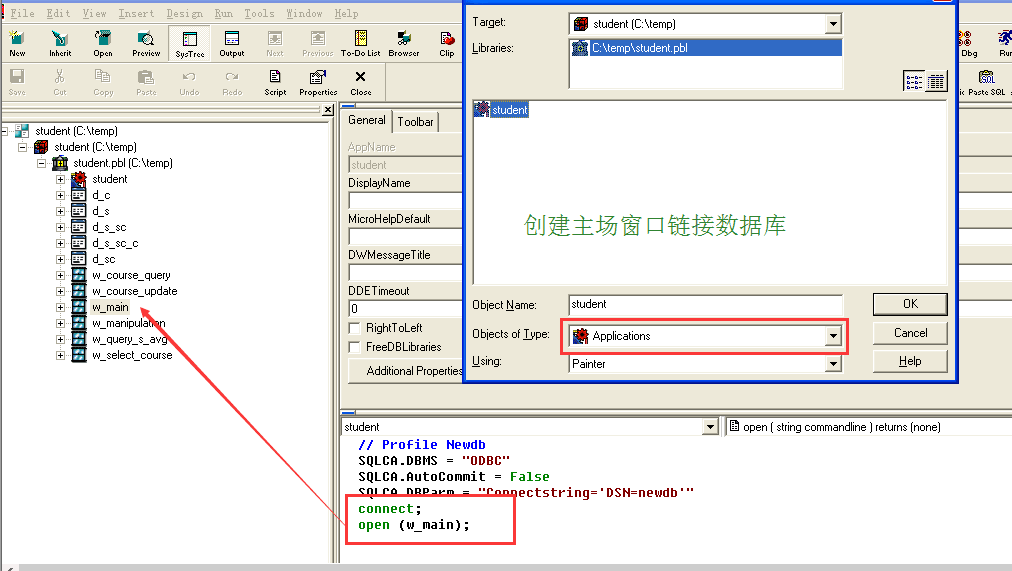 File Edit View Insert Design Run Tools Window Help
New Inherit Open Preview SysTree Output Next Previous To-Do List Browser Clip Dbg
Save Cut Copy Paste Undo Redo Script Properties Close Paste SQL
student (C:\temp)
student (C:\temp)
student.pbl (C:\temp)
student
d_c
d_s
d_s_sc
d_s_sc_c
d_sc
w_course_query
w_course_update
w_main
w_manipulation
w_query_s_avg
w_select_course
General Toolbar
AppName
student
DisplayName
MicroHelpDefault
DWMessageTitle
DDETimeout
0
RightToLeft
FreeDBLibraries
Additional Properties
Target: student (C:\temp)
Libraries: C:\temp\student.pbl
student
创建主场窗口链接数据库
Object Name: student OK
Objects of Type: Applications Cancel
Using: Painter Help
student open ( string commandline ) returns (none)
// Profile Newdb
SQLCA.DBMS = "ODBC"
SQLCA.AutoCommit = False
SQLCA.DBParm = "Connectstring='DSN=newdb'"
connect;
open (w_main);